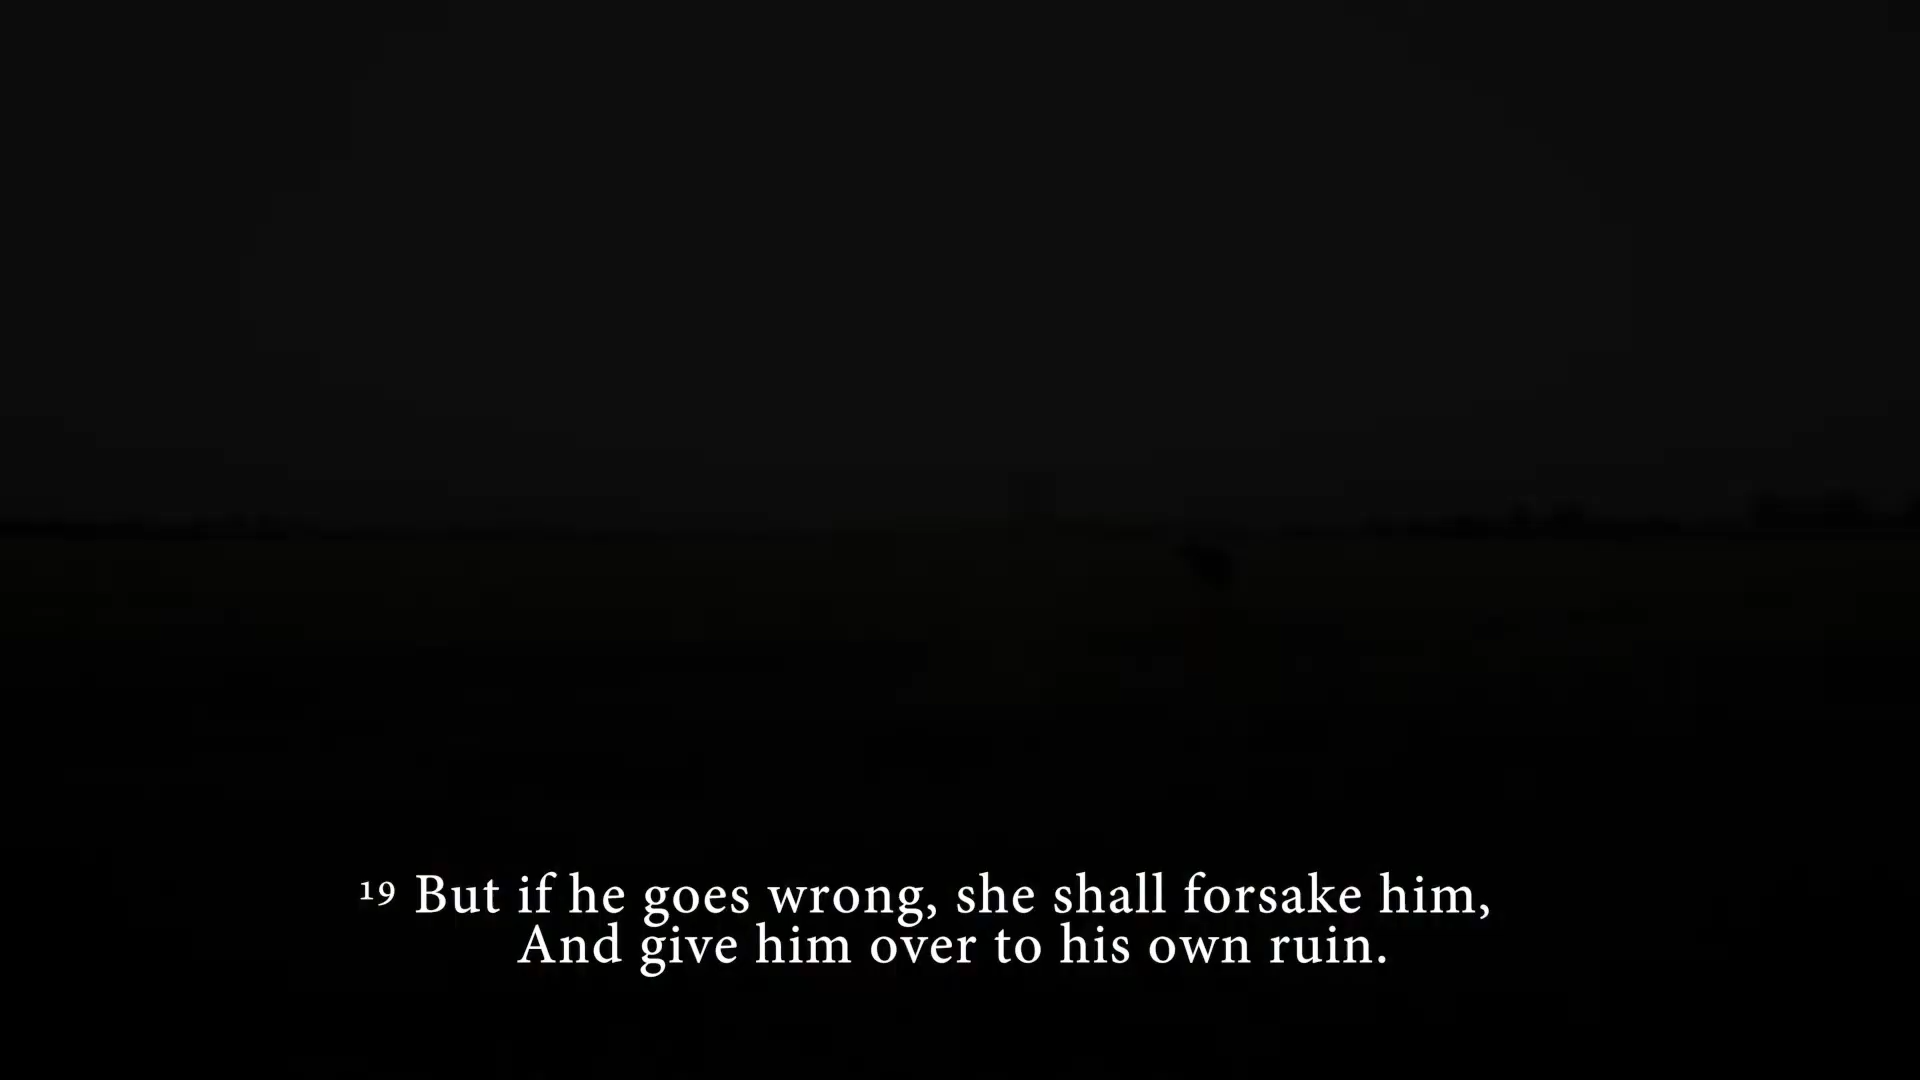 19 But if he goes wrong, she shall forsake him,
And give him over to his own ruin.